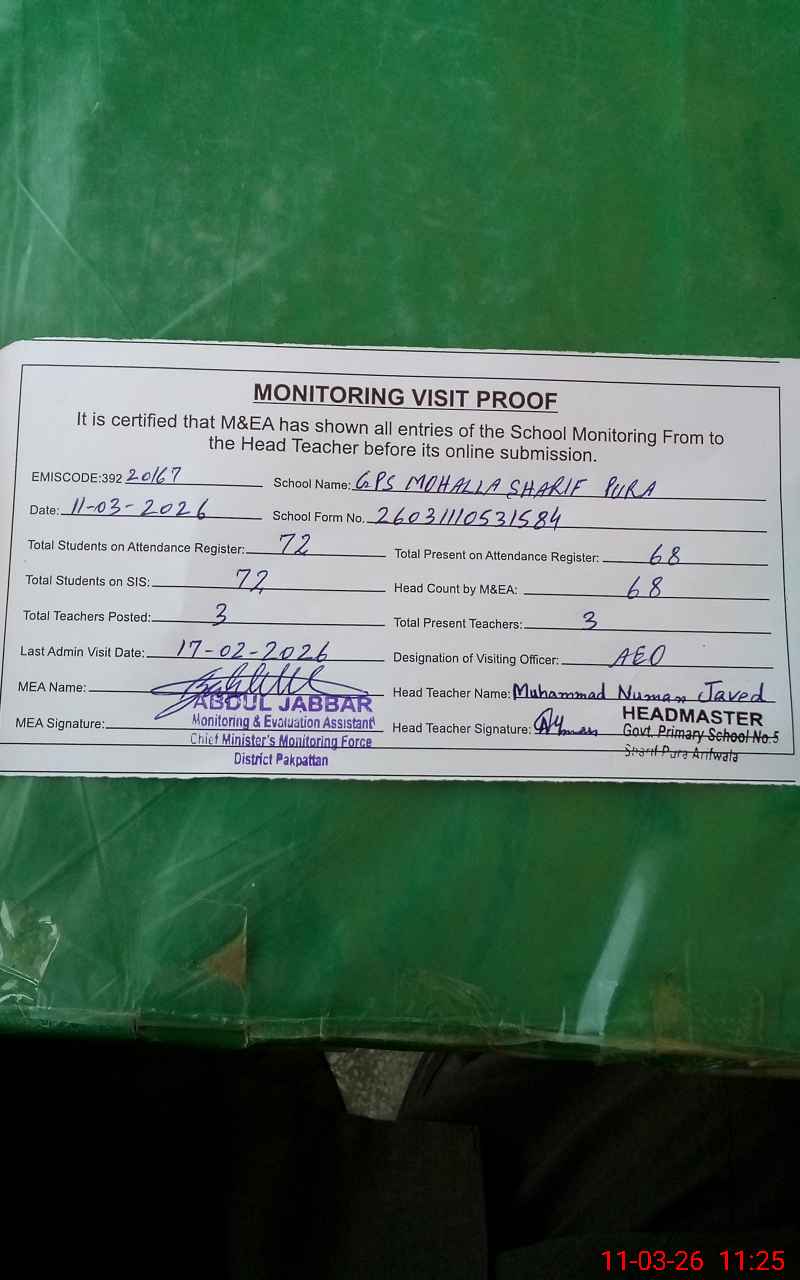 MONITORING VISIT PROOF
It is certified that M&EA has shown all entries of the School Monitoring From to
the Head Teacher before its online submission.
EMISCODE:392 20167 School Name: GPS MOHALLA SHARIF PURA
Date: 11-03-2026 School Form No. 26031110531584
Total Students on Attendance Register: 72 Total Present on Attendance Register: 68
Total Students on SIS: 72 Head Count by M&EA: 68
Total Teachers Posted: 3 Total Present Teachers: 3
Last Admin Visit Date: 17-02-2026 Designation of Visiting Officer: AEO
MEA Name: Head Teacher Name: Muhammad Numan Javed
ABDUL JABBAR HEADMASTER
MEA Signature: Monitoring & Evaluation Assistant Head Teacher Signature: Govt. Primary School No.5
Chief Minister's Monitoring Force Sharif Pura Arifwala
District Pakpattan
11-03-26 11:25